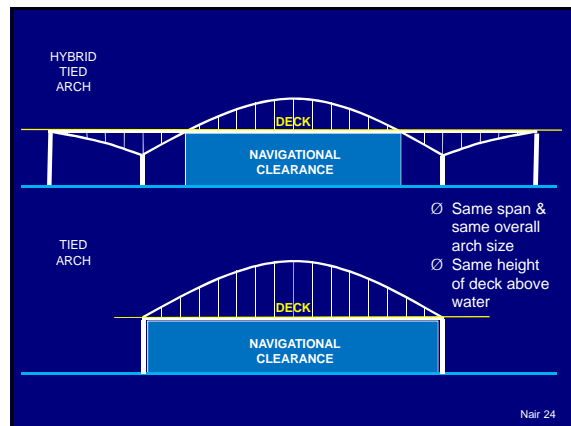 HYBRID
TIED
ARCH
DECK
NAVIGATIONAL
CLEARANCE
Ø Same span &
same overall
arch size
Ø Same height
of deck above
water
TIED
ARCH
DECK
NAVIGATIONAL
CLEARANCE
Nair 24